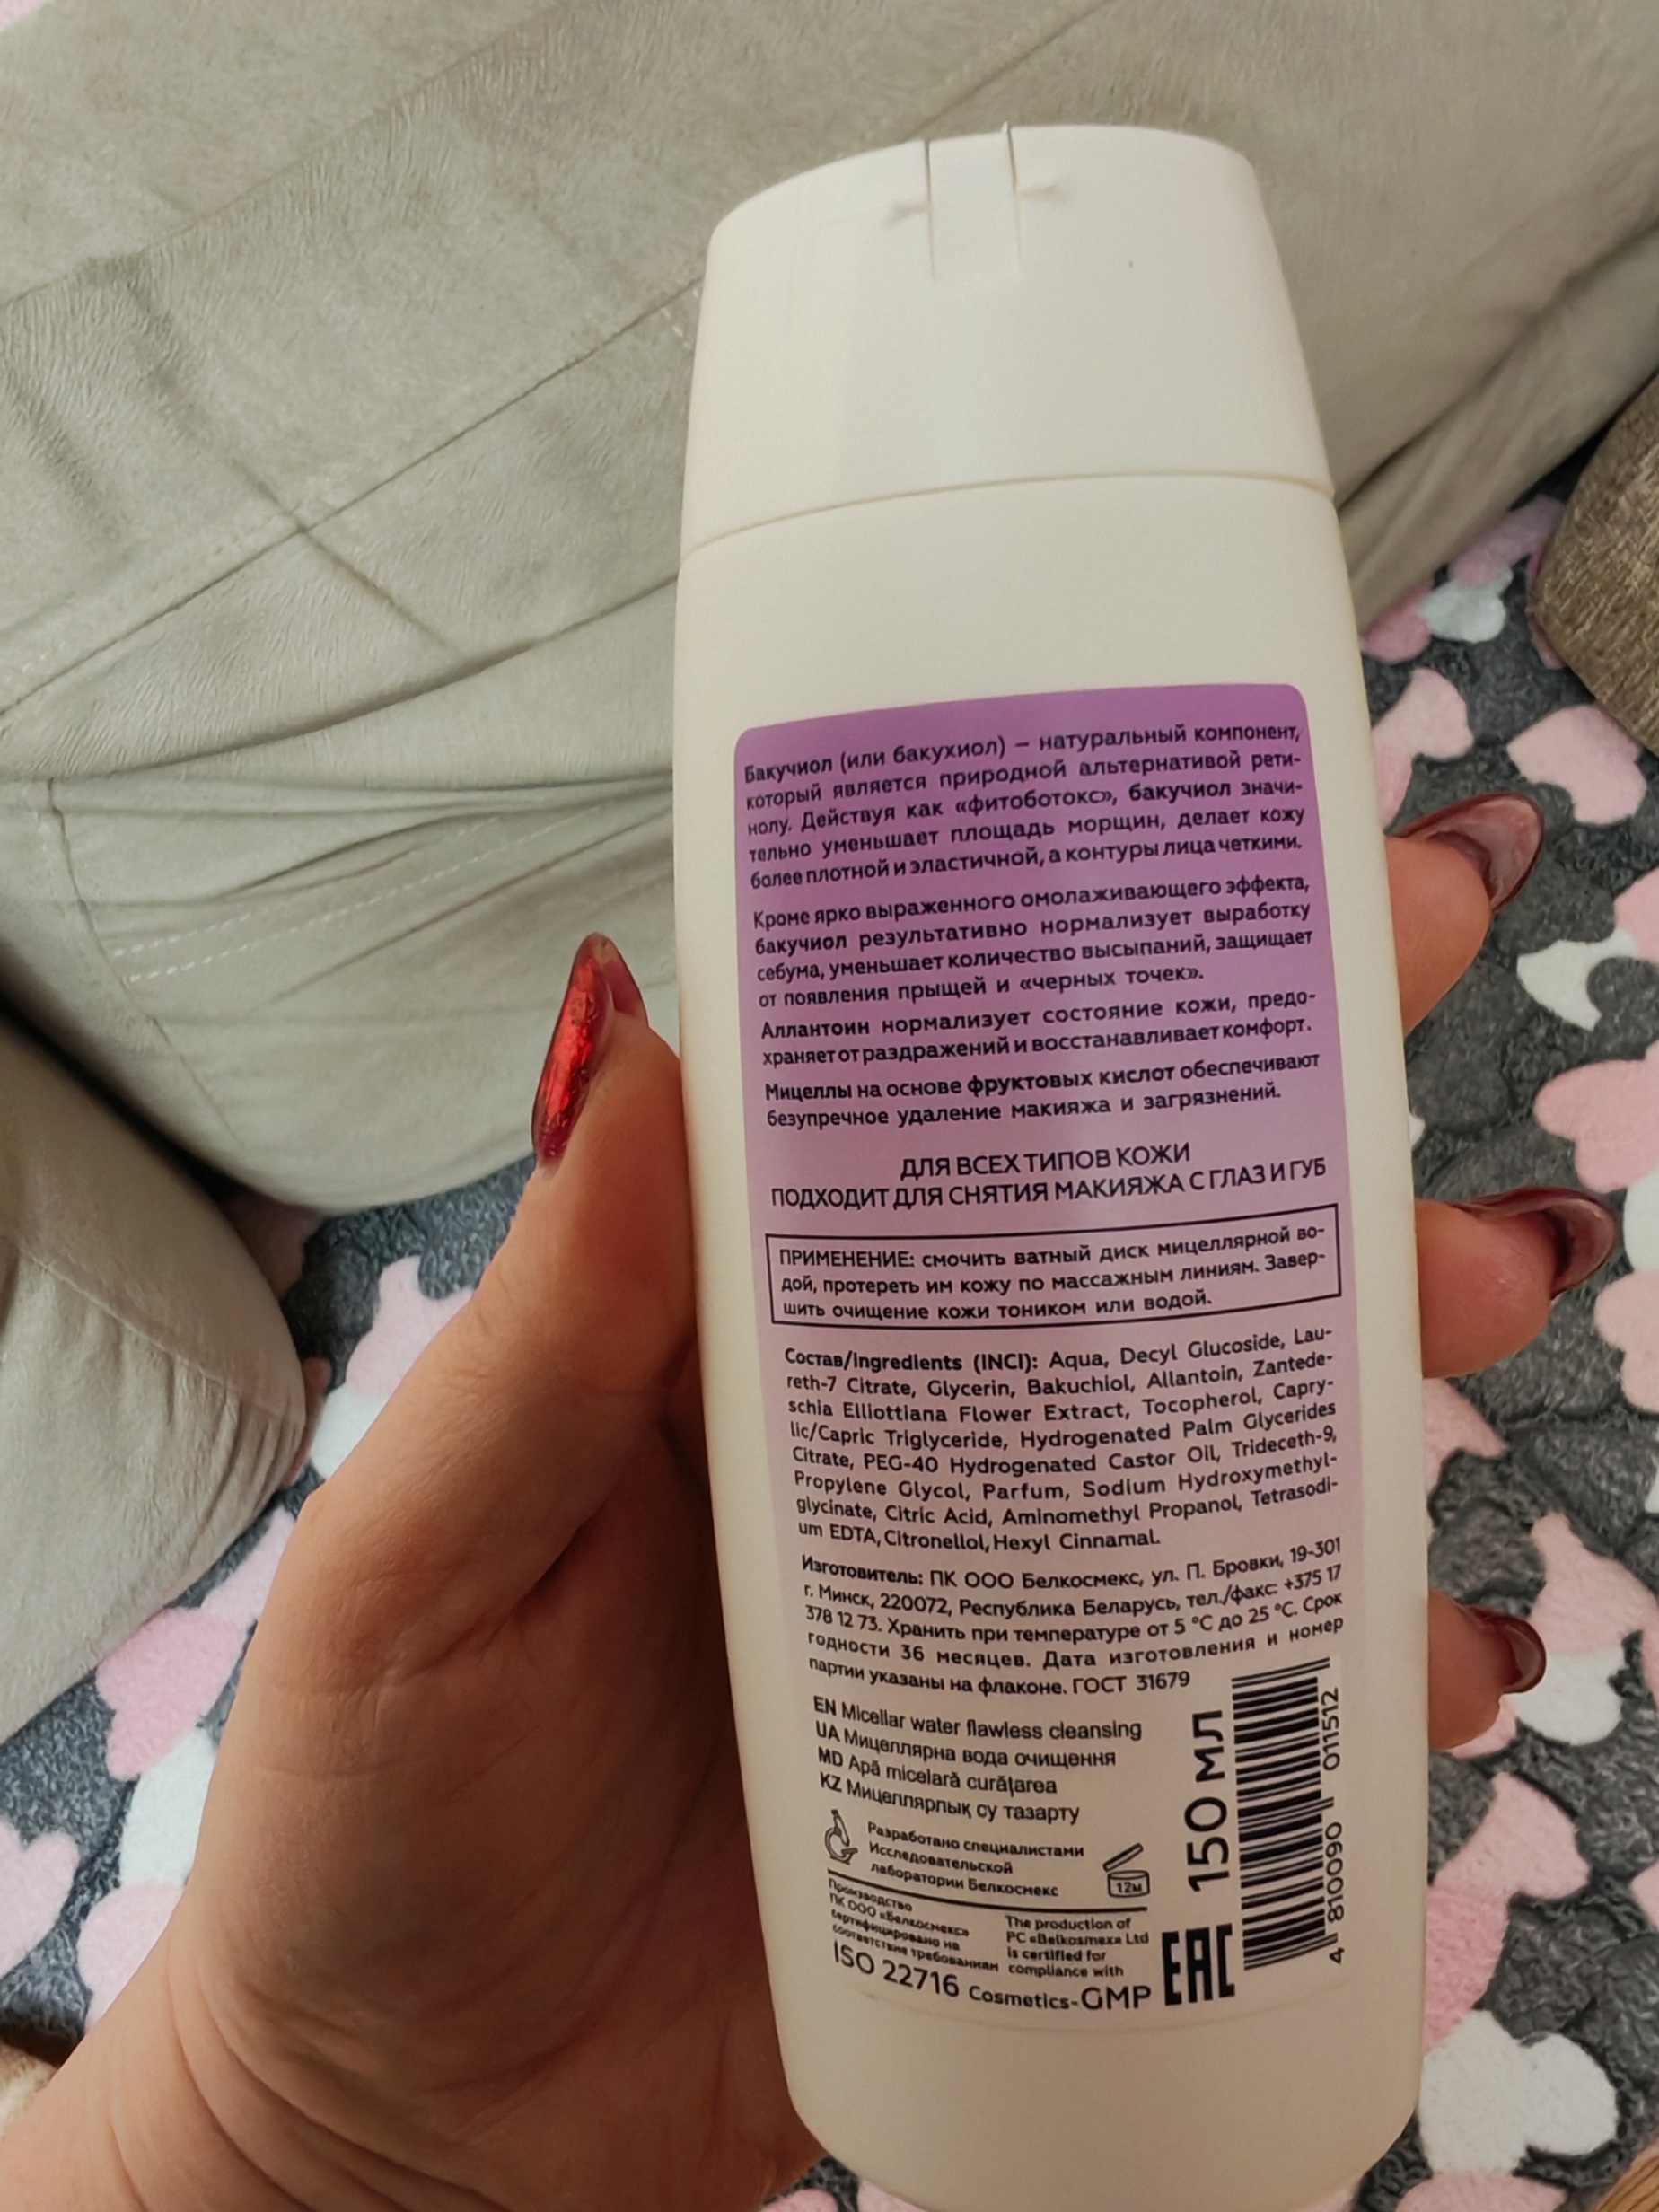 Бакучиол (или бакухиол) – натуральный компонент,
который является природной альтернативой рети-
нолу. Действуя как «фитоботокс», бакучиол значи-
тельно уменьшает площадь морщин, делает кожу
более плотной и эластичной, а контуры лица четкими.
Кроме ярко выраженного омолаживающего эффекта,
бакучиол результативно нормализует выработку
себума, уменьшает количество высыпаний, защищает
от появления прыщей и «черных точек».
Аллантоин нормализует состояние кожи, предо-
храняет от раздражений и восстанавливает комфорт.
Мицеллы на основе фруктовых кислот обеспечивают
безупречное удаление макияжа и загрязнений.
ДЛЯ ВСЕХ ТИПОВ КОЖИ
ПОДХОДИТ ДЛЯ СНЯТИЯ МАКИЯЖА С ГЛАЗ И ГУБ
ПРИМЕНЕНИЕ: смочить ватный диск мицеллярной во-
дой, протереть им кожу по массажным линиям. Завер-
шить очищение кожи тоником или водой.
Состав/Ingredients (INCI): Aqua, Decyl Glucoside, Lau-
reth-7 Citrate, Glycerin, Bakuchiol, Allantoin, Zantede-
schia Elliottiana Flower Extract, Tocopherol, Capry-
lic/Capric Triglyceride, Hydrogenated Palm Glycerides
Citrate, PEG-40 Hydrogenated Castor Oil, Trideceth-9,
Propylene Glycol, Parfum, Sodium Hydroxymethyl-
glycinate, Citric Acid, Aminomethyl Propanol, Tetrasodi-
um EDTA, Citronellol, Hexyl Cinnamal.
Изготовитель: ПК ООО Белкосмекс, ул. П. Бровки, 19-301
г. Минск, 220072, Республика Беларусь, тел./факс: +375 17
378 12 73. Хранить при температуре от 5 °С до 25 °С. Срок
годности 36 месяцев. Дата изготовления и номер
партии указаны на флаконе. ГОСТ 31679
EN Micellar water flawless cleansing
UA Мицеллярна вода очищення
MD Apă micelară curățarea
KZ Мицеллярлық су тазарту
Разработано специалистами
Исследовательской
лаборатории Белкосмекс
12м
150 МЛ
4 810090 011512
Производство
ПК ООО «Белкосмекс»
сертифицировано на
соответствие требованиям
The production of
PC «Belkosmex» Ltd
is certified for
compliance with
ISO 22716 Cosmetics-GMP
EAC